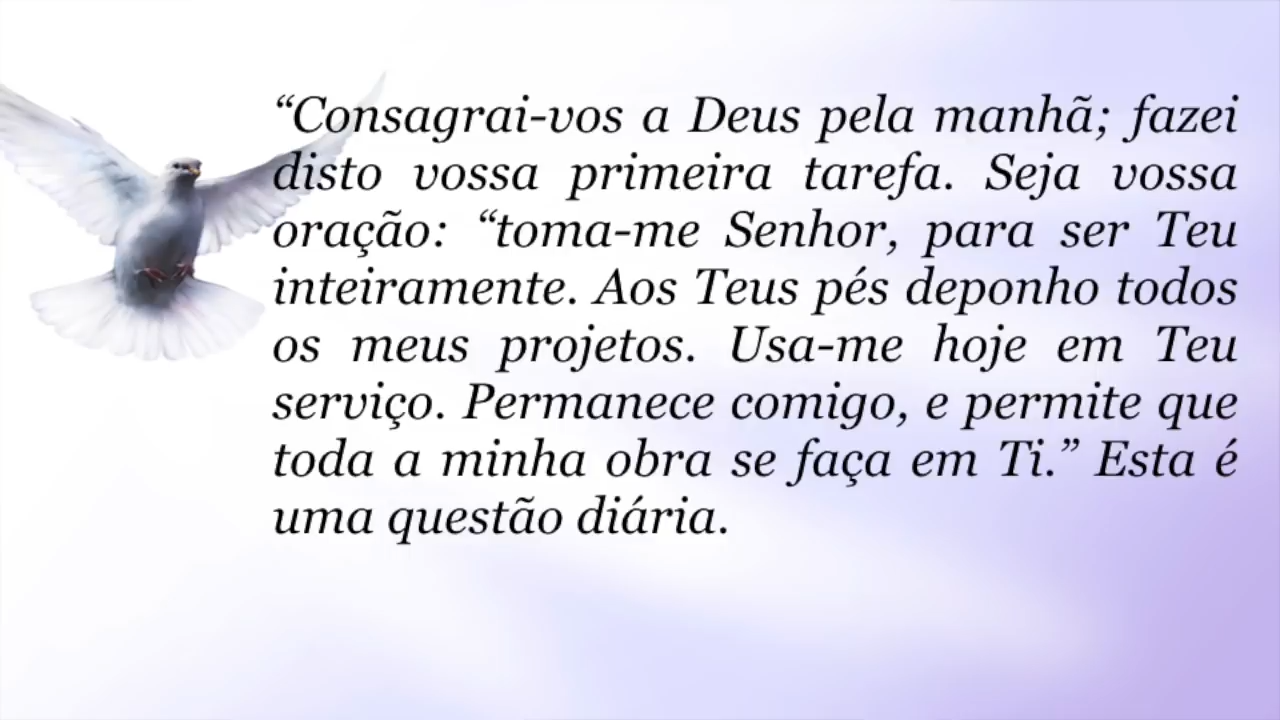 “Consagrai-vos a Deus pela manhã; fazei
disto vossa primeira tarefa. Seja vossa
oração: “toma-me Senhor, para ser Teu
inteiramente. Aos Teus pés deponho todos
os meus projetos. Usa-me hoje em Teu
serviço. Permanece comigo, e permite que
toda a minha obra se faça em Ti.” Esta é
uma questão diária.